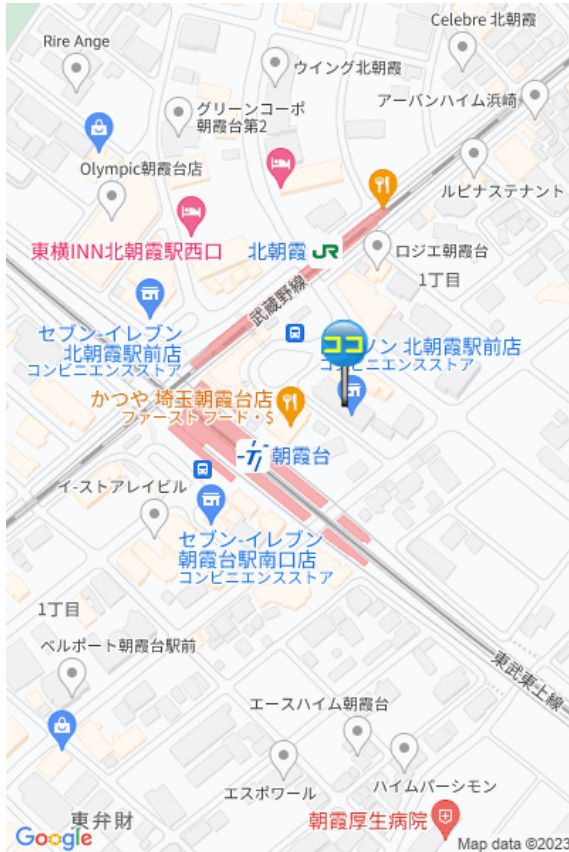 Celebre 北朝霞
Rire Ange
ウイング北朝霞
アーバンハイム浜崎
グリーンコーポ
朝霞台第2
Olympic朝霞台店
ルピナステナント
東横INN北朝霞駅西口
北朝霞 JR
ロジエ朝霞台
1丁目
武蔵野線
セブン-イレブン
北朝霞駅前店
コンビニエンスストア
ココ
ソン 北朝霞駅前店
コンビニエンスストア
かつや 埼玉朝霞台店
ファースト フード・$
朝霞台
イ-ストアレイビル
セブン-イレブン
朝霞台駅南口店
コンビニエンスストア
1丁目
ベルポート朝霞台駅前
東武東上線
エースハイム朝霞台
エスポワール
ハイムパーシモン
東弁財
朝霞厚生病院
Google
Map data ©2023